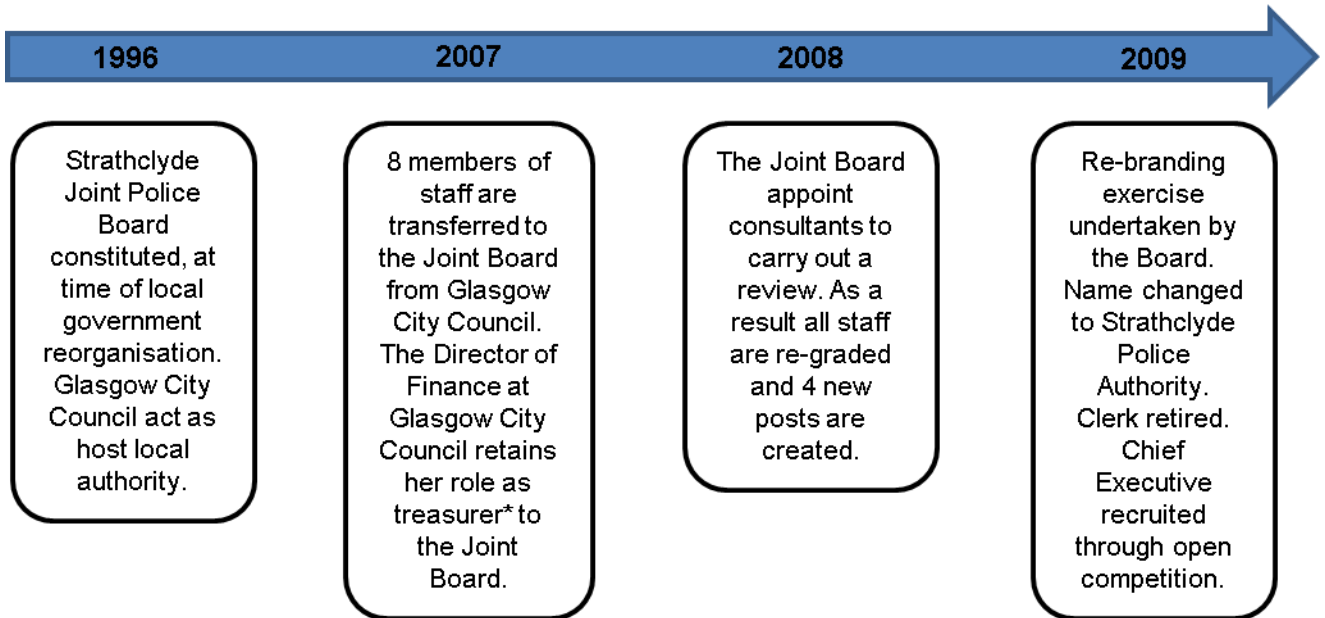 1996 2007 2008 2009
Strathclyde
Joint Police
Board
constituted, at
time of local
government
reorganisation.
Glasgow City
Council act as
host local
authority.
8 members of
staff are
transferred to
the Joint Board
from Glasgow
City Council.
The Director of
Finance at
Glasgow City
Council retains
her role as
treasurer* to
the Joint
Board.
The Joint Board
appoint
consultants to
carry out a
review. As a
result all staff
are re-graded
and 4 new
posts are
created.
Re-branding
exercise
undertaken by
the Board.
Name changed
to Strathclyde
Police
Authority.
Clerk retired.
Chief
Executive
recruited
through open
competition.